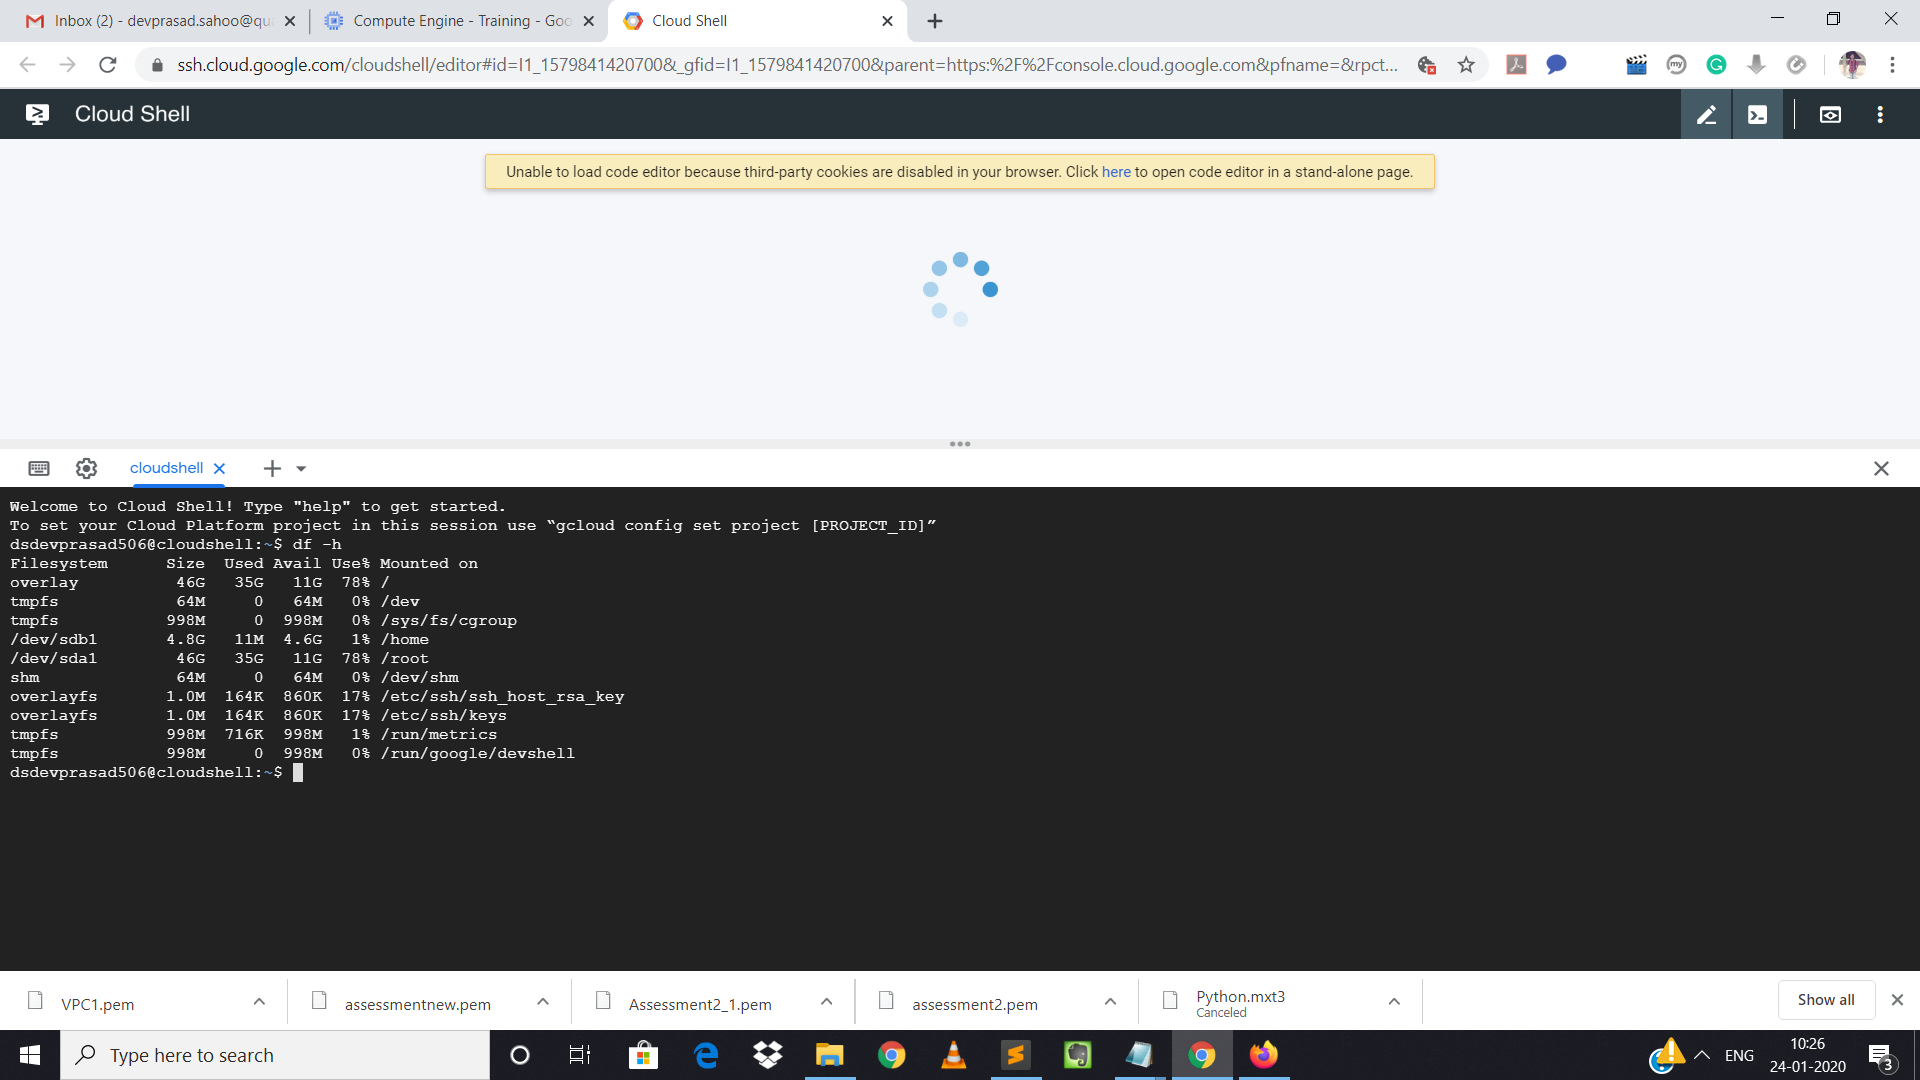 Inbox (2) - devprasad.sahoo@qu
Compute Engine - Training - Goo
Cloud Shell
ssh.cloud.google.com/cloudshell/editor#id=I1_1579841420700&_gfid=I1_1579841420700&parent=https:%2F%2Fconsole.cloud.google.com&pfname=&rpct...
Cloud Shell
Unable to load code editor because third-party cookies are disabled in your browser. Click here to open code editor in a stand-alone page.
cloudshell
Welcome to Cloud Shell! Type "help" to get started.
To set your Cloud Platform project in this session use “gcloud config set project [PROJECT_ID]”
dsdevprasad506@cloudshell:~$ df -h
Filesystem      Size  Used Avail Use% Mounted on
overlay          46G   35G   11G  78% /
tmpfs            64M     0   64M   0% /dev
tmpfs           998M     0  998M   0% /sys/fs/cgroup
/dev/sdb1       4.8G   11M  4.6G   1% /home
/dev/sda1        46G   35G   11G  78% /root
shm              64M     0   64M   0% /dev/shm
overlayfs       1.0M  164K  860K  17% /etc/ssh/ssh_host_rsa_key
overlayfs       1.0M  164K  860K  17% /etc/ssh/keys
tmpfs           998M  716K  998M   1% /run/metrics
tmpfs           998M     0  998M   0% /run/google/devshell
dsdevprasad506@cloudshell:~$
VPC1.pem
assessmentnew.pem
Assessment2_1.pem
assessment2.pem
Python.mxt3
Canceled
Show all
Type here to search
ENG
10:26
24-01-2020
3